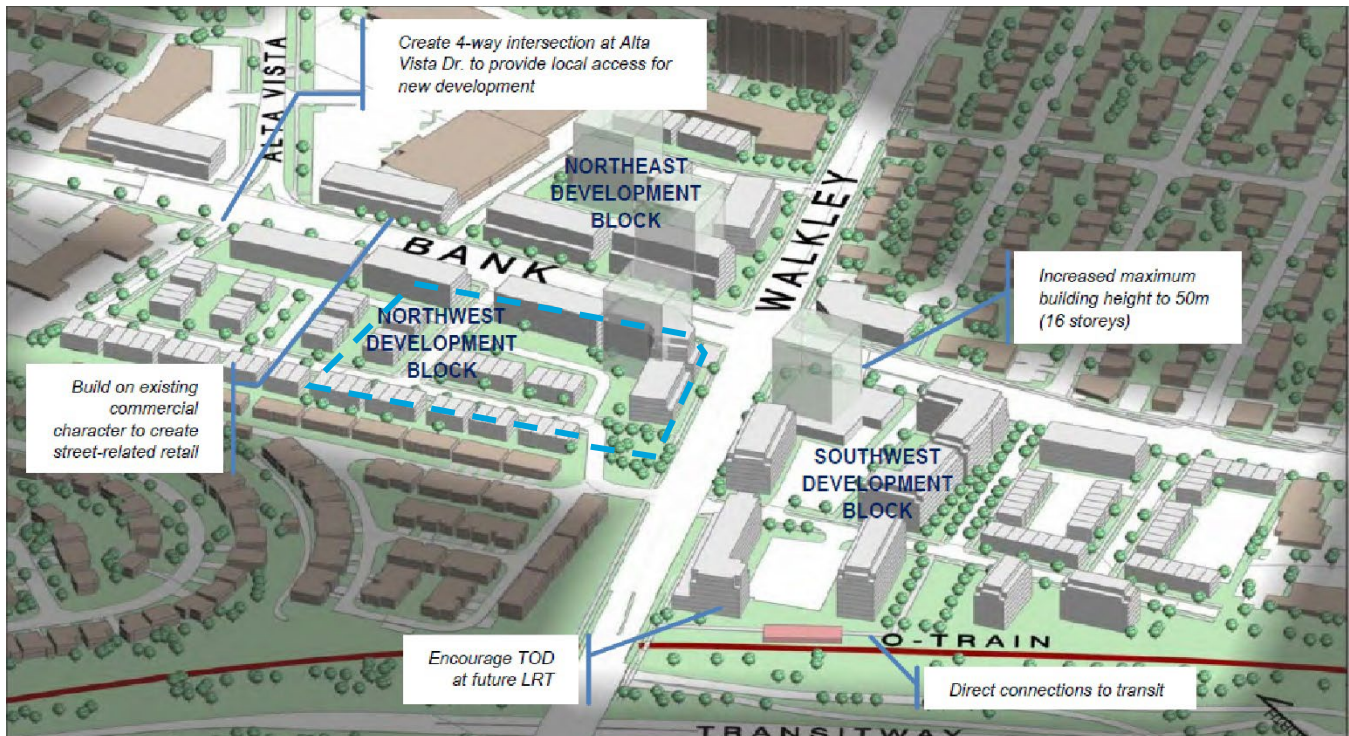 Create 4-way intersection at Alta
Vista Dr. to provide local access for
new development
ALTA VISTA
NORTHEAST
DEVELOPMENT
BLOCK
WALKLEY
BANK
Increased maximum
building height to 50m
(16 storeys)
NORTHWEST
DEVELOPMENT
BLOCK
Build on existing
commercial
character to create
street-related retail
SOUTHWEST
DEVELOPMENT
BLOCK
O-TRAIN
Encourage TOD
at future LRT
Direct connections to transit
TRANSITWAY